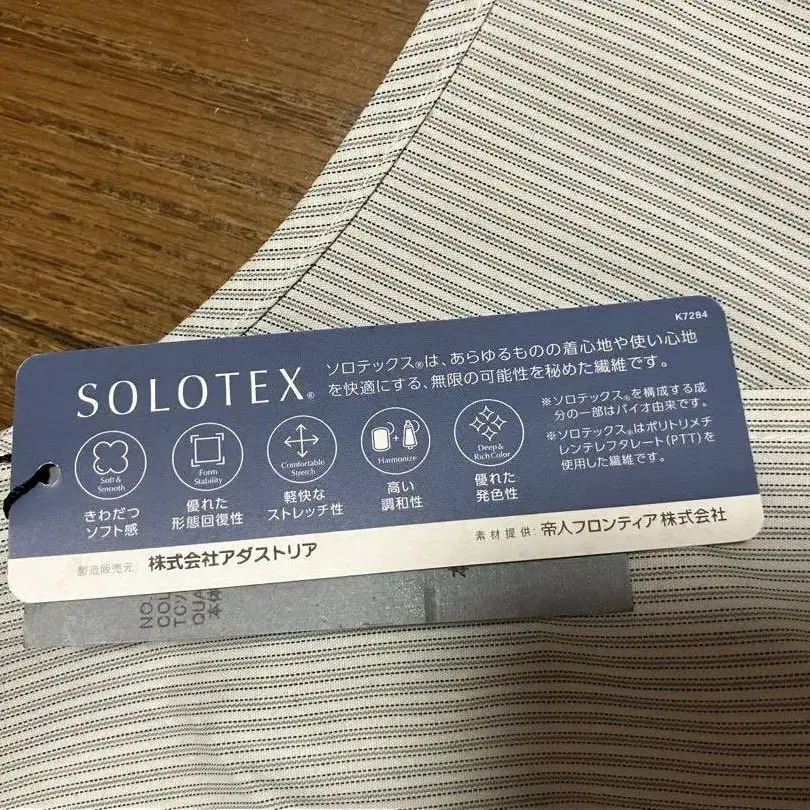 K7284
SOLOTEX®
ソロテックス®は、あらゆるものの着心地や使い心地
を快適にする、無限の可能性を秘めた繊維です。
※ソロテックス®を構成する成
分の一部はバイオ由来です。
※ソロテックス®はポリトリメチ
レンテレフタレート(PTT)を
使用した繊維です。
Soft &
Smooth
きわだつ
ソフト感
Form
Stability
優れた
形態回復性
Comfortable
Stretch
軽快な
ストレッチ性
Harmonize
高い
調和性
Deep &
Rich Color
優れた
発色性
製造販売元: 株式会社アダストリア
素材提供: 帝人フロンティア株式会社
NO.
COL
QUA
本体